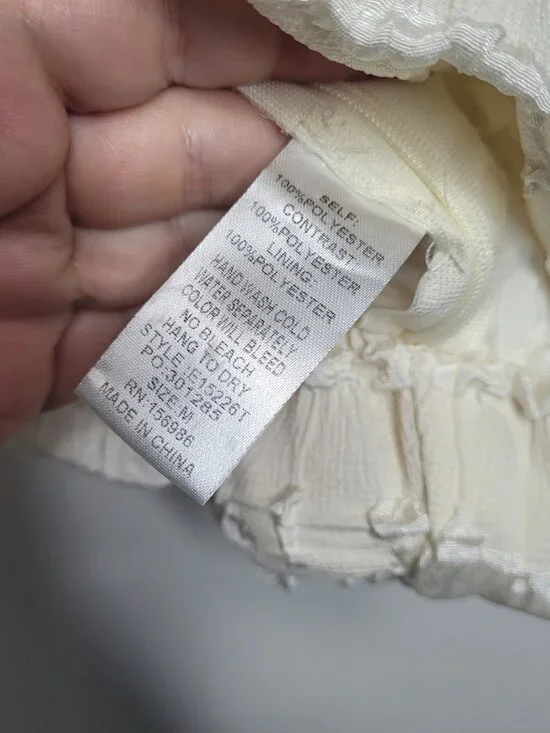 SELF:
100%POLYESTER
CONTRAST
100%POLYESTER
LINING:
100%POLYESTER
HAND WASH COLD
WATER SEPARATELY
COLOR WILL BLEED
NO BLEACH
HANG TO DRY
STYLE:E15226T
PO:301285
SIZE:M
RN 156986
MADE IN CHINA